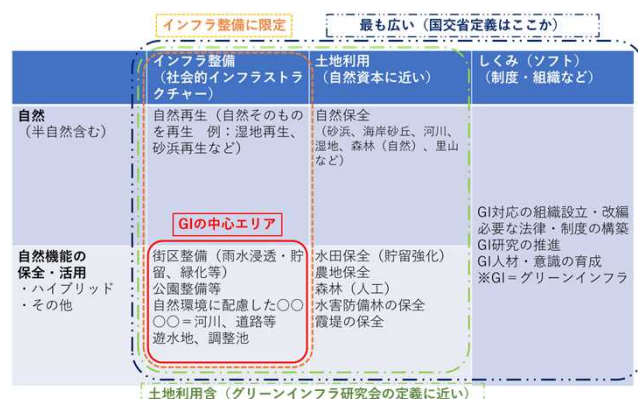 インフラ整備に限定
最も広い（国交省定義はここか）
インフラ整備
（社会的インフラストラ
クチャー）
土地利用
（自然資本に近い）
しくみ（ソフト）
（制度・組織など）
自然
（半自然含む）
自然再生（自然そのもの
を再生　例：湿地再生、
砂浜再生など）
自然保全
（砂浜、海岸砂丘、河川、
湿地、森林（自然）、里山
など）
GIの中心エリア
自然機能の
保全・活用
・ハイブリッド
・その他
街区整備（雨水浸透・貯
留、緑化等）
公園整備等
自然環境に配慮した〇〇
〇〇＝河川、道路等
遊水地、調整池
水田保全（貯留強化）
農地保全
森林（人工）
水害防備林の保全
霞堤の保全
GI対応の組織設立・改編
必要な法律・制度の構築
GI研究の推進
GI人材・意識の育成
※GI＝グリーンインフラ
土地利用含（グリーンインフラ研究会の定義に近い）